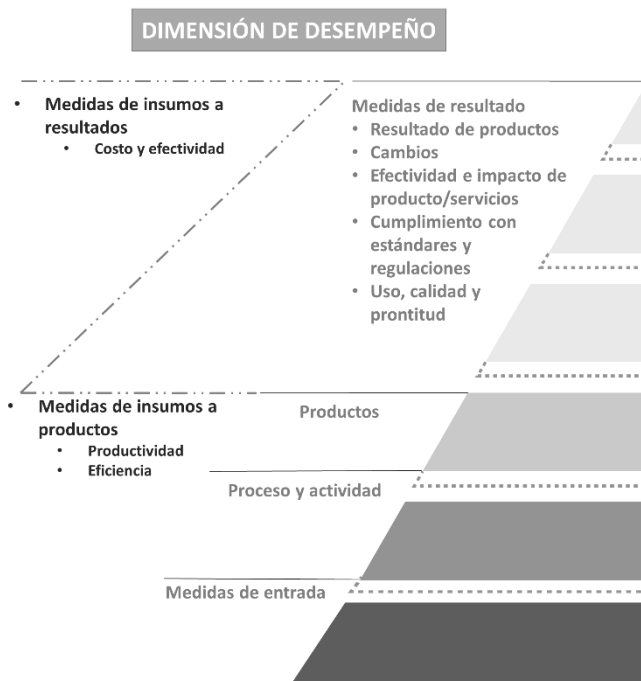 DIMENSIÓN DE DESEMPEÑO
• Medidas de insumos a
resultados
• Costo y efectividad
Medidas de resultado
• Resultado de productos
• Cambios
• Efectividad e impacto de
producto/servicios
• Cumplimiento con
estándares y
regulaciones
• Uso, calidad y
prontitud
• Medidas de insumos a
productos
• Productividad
• Eficiencia
Productos
Proceso y actividad
Medidas de entrada